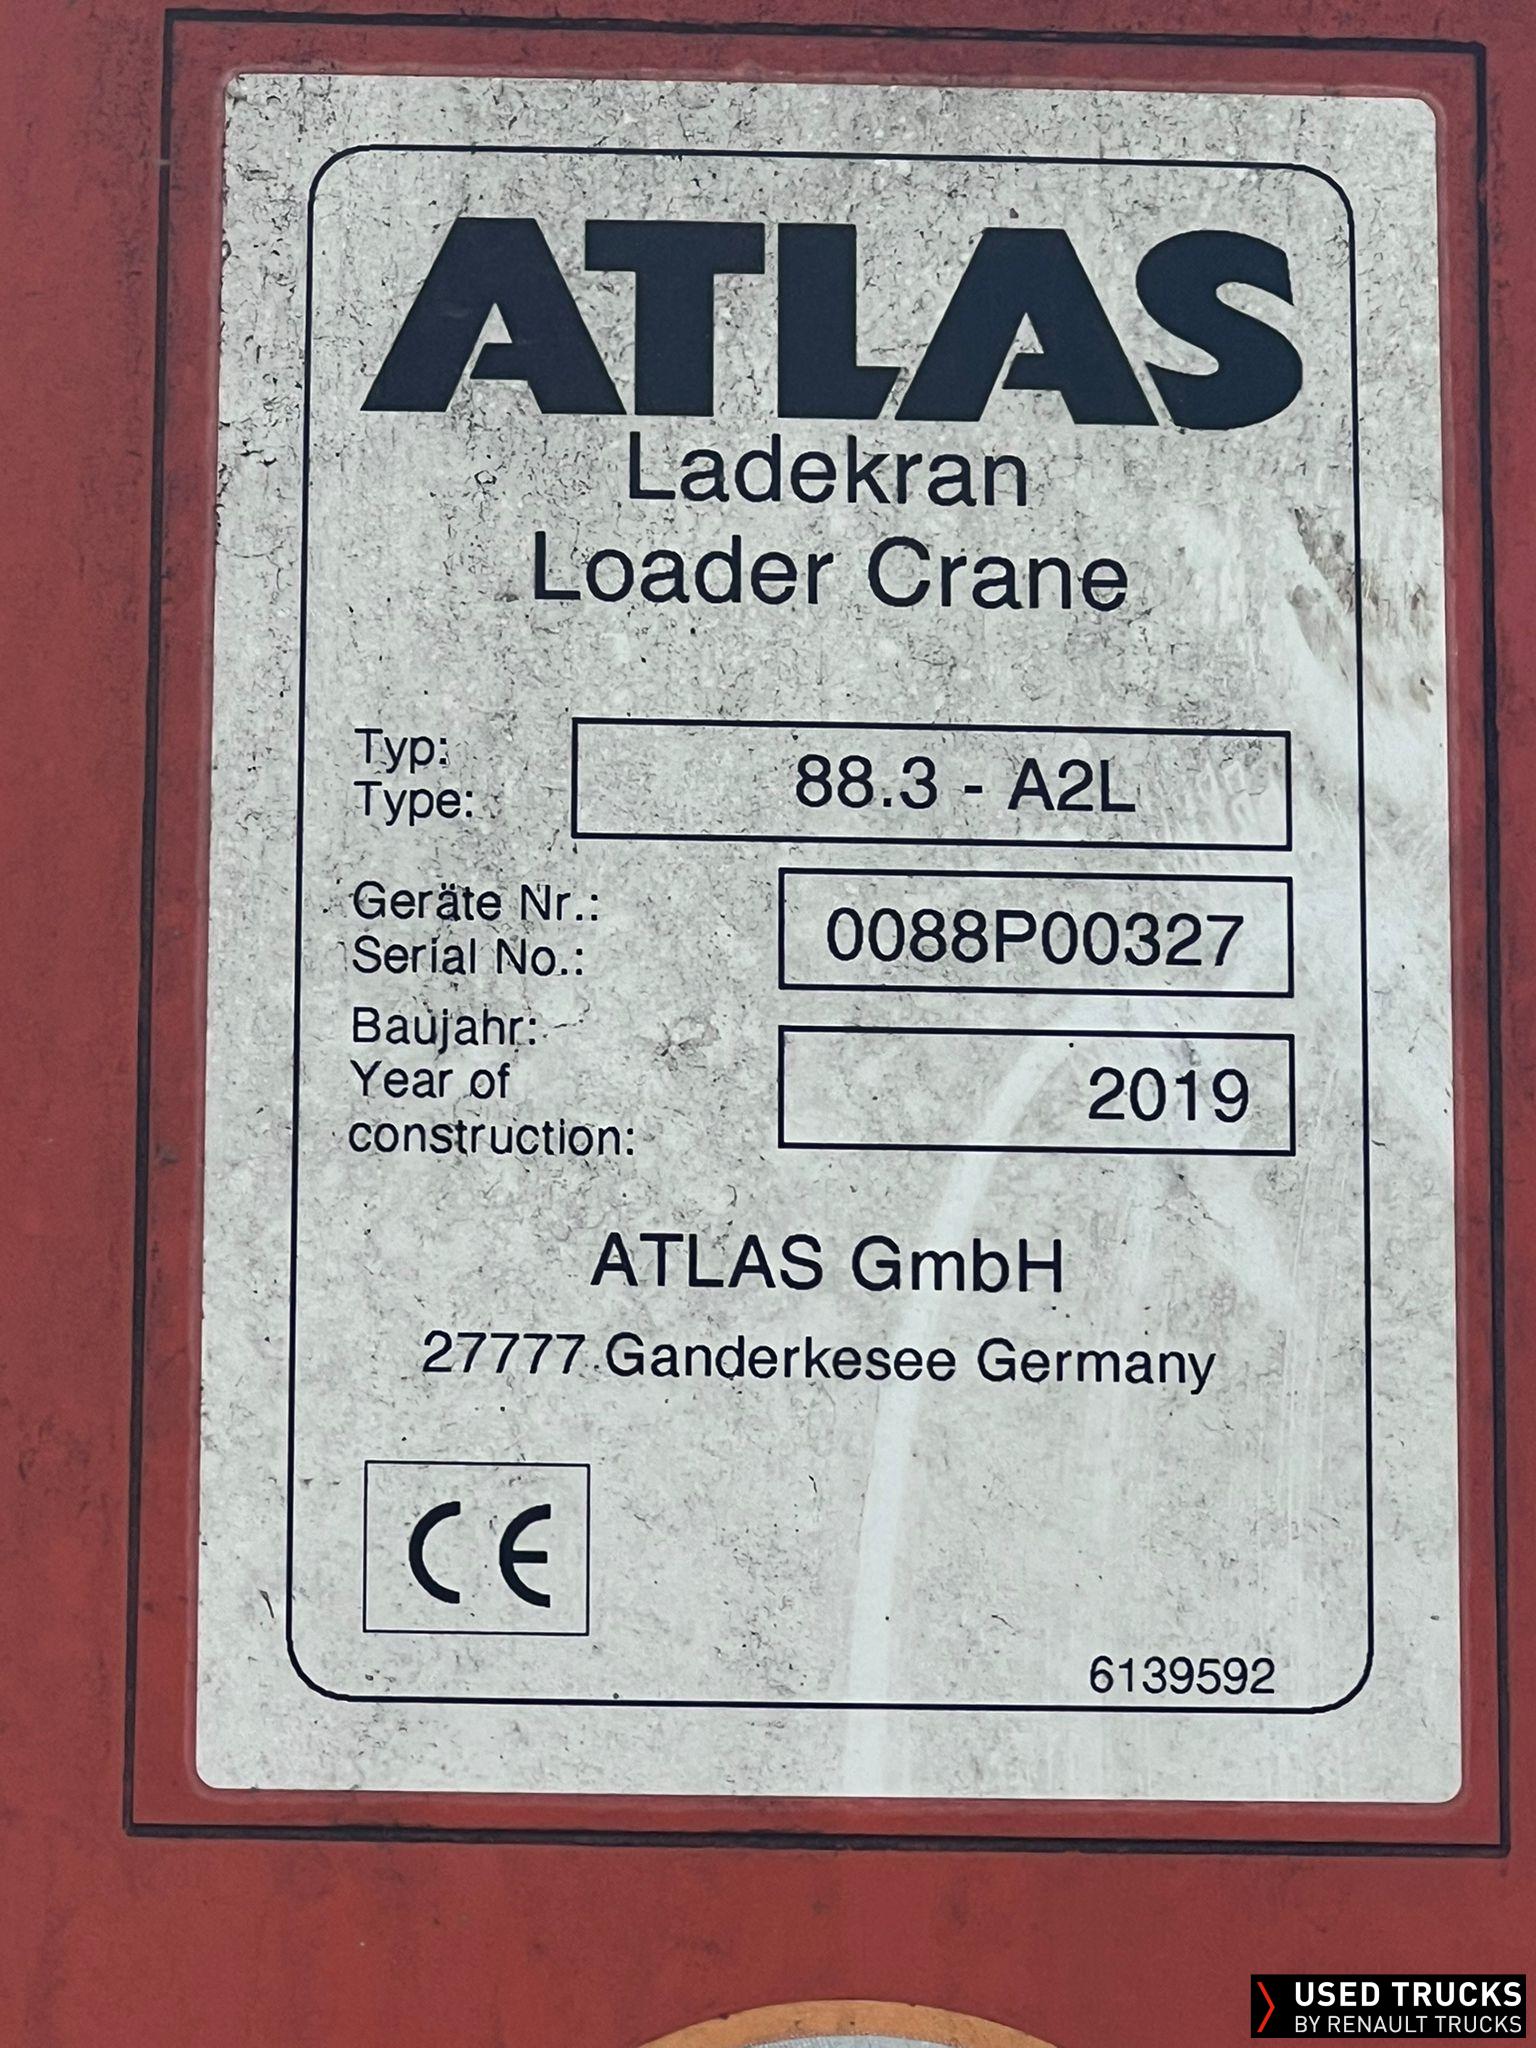 ATLAS
Ladekran
Loader Crane
Typ:
Type:
88.3 - A2L
Geräte Nr.:
Serial No.:
0088P00327
Baujahr:
Year of
construction:
2019
ATLAS GmbH
27777 Ganderkesee Germany
CE
6139592
USED TRUCKS
BY RENAULT TRUCKS